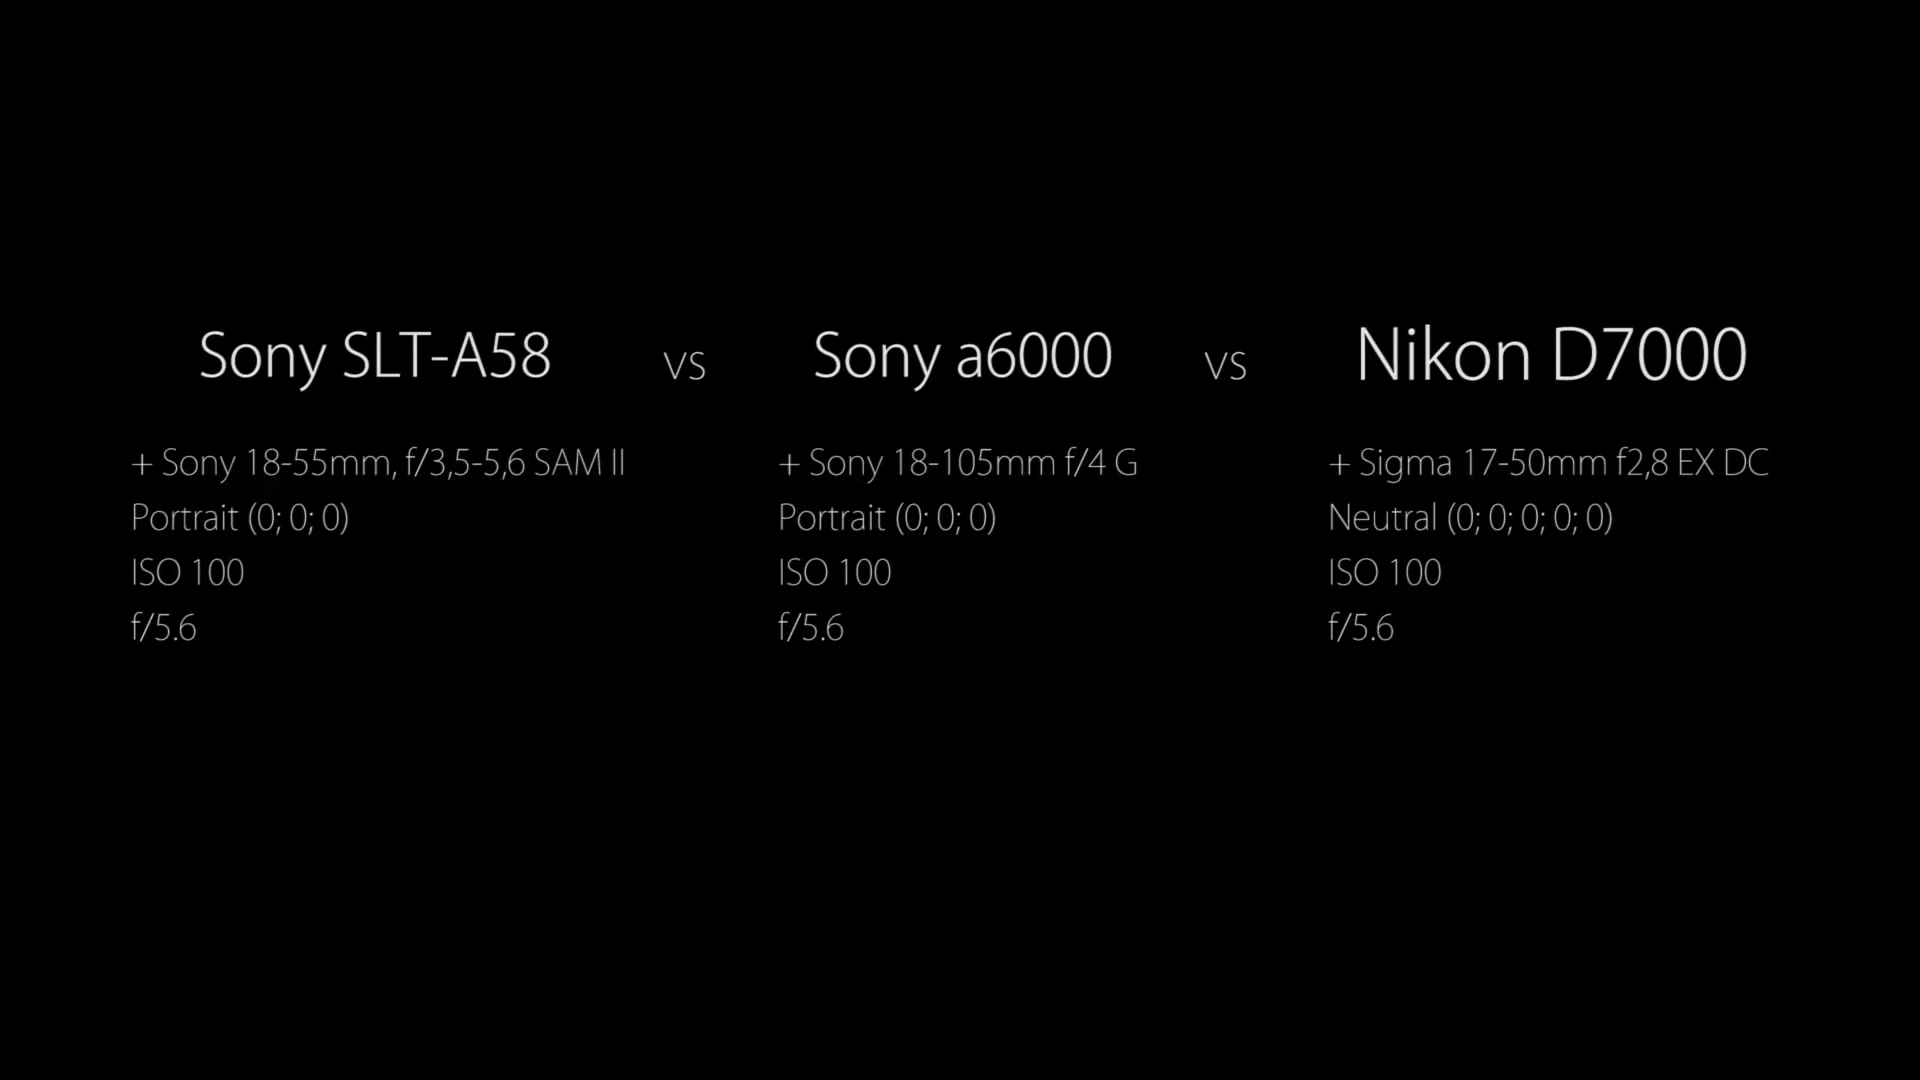 Sony SLT-A58 vs Sony a6000 vs Nikon D7000
+ Sony 18-55mm, f/3,5-5,6 SAM II
Portrait (0; 0; 0)
ISO 100
f/5.6
+ Sony 18-105mm f/4 G
Portrait (0; 0; 0)
ISO 100
f/5.6
+ Sigma 17-50mm f2,8 EX DC
Neutral (0; 0; 0; 0; 0)
ISO 100
f/5.6